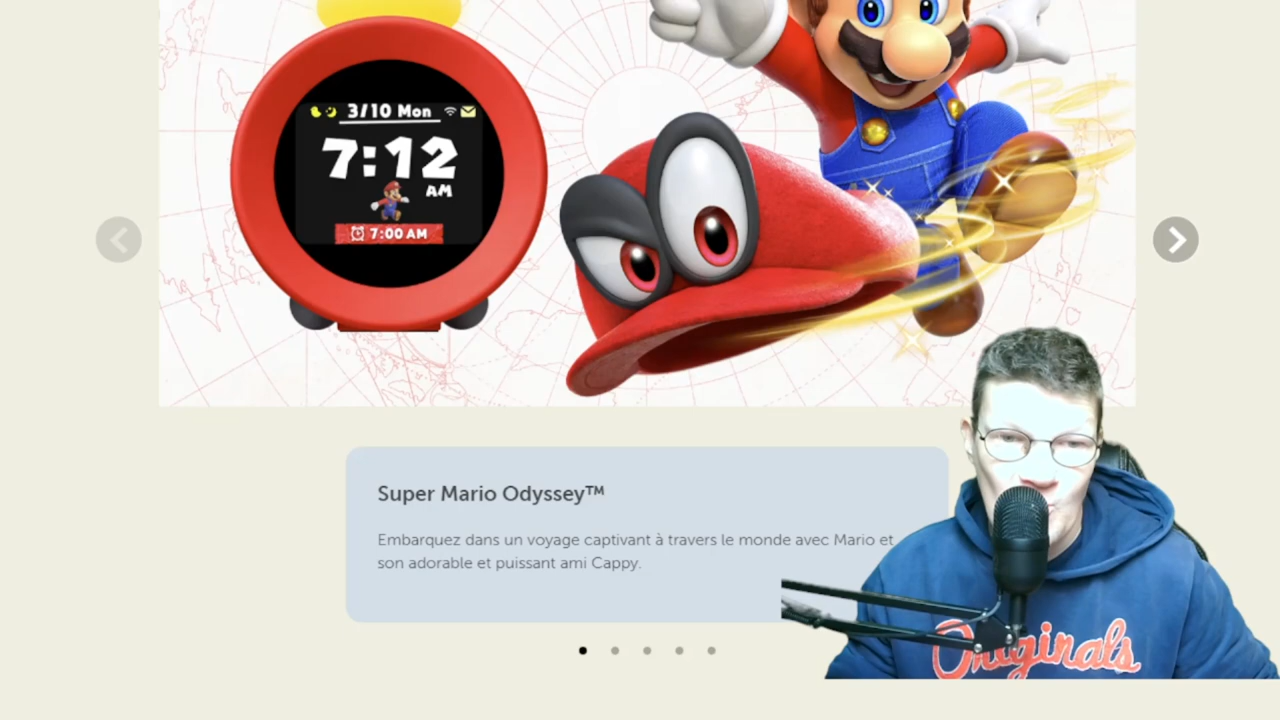 3/10 Mon
7:12
AM
7:00 AM
Super Mario Odyssey™
Embarquez dans un voyage captivant à travers le monde avec Mario et
son adorable et puissant ami Cappy.
Originals